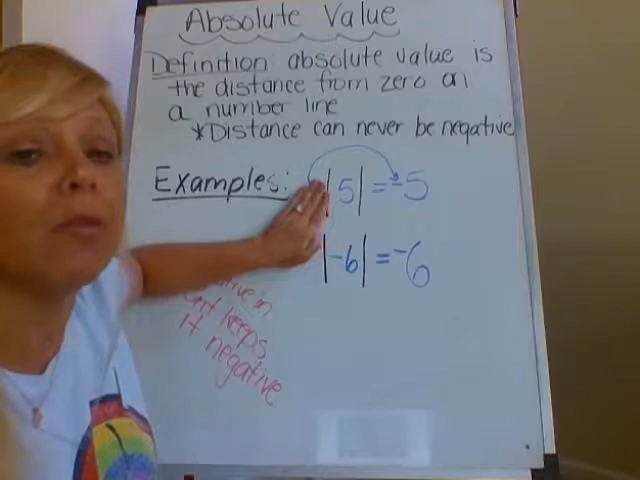 Absolute Value
Definition: absolute value is
the distance from zero on
a number line
*Distance can never be negative
Examples: |5| = -5
|-6| = -6
in
keeps
it negative